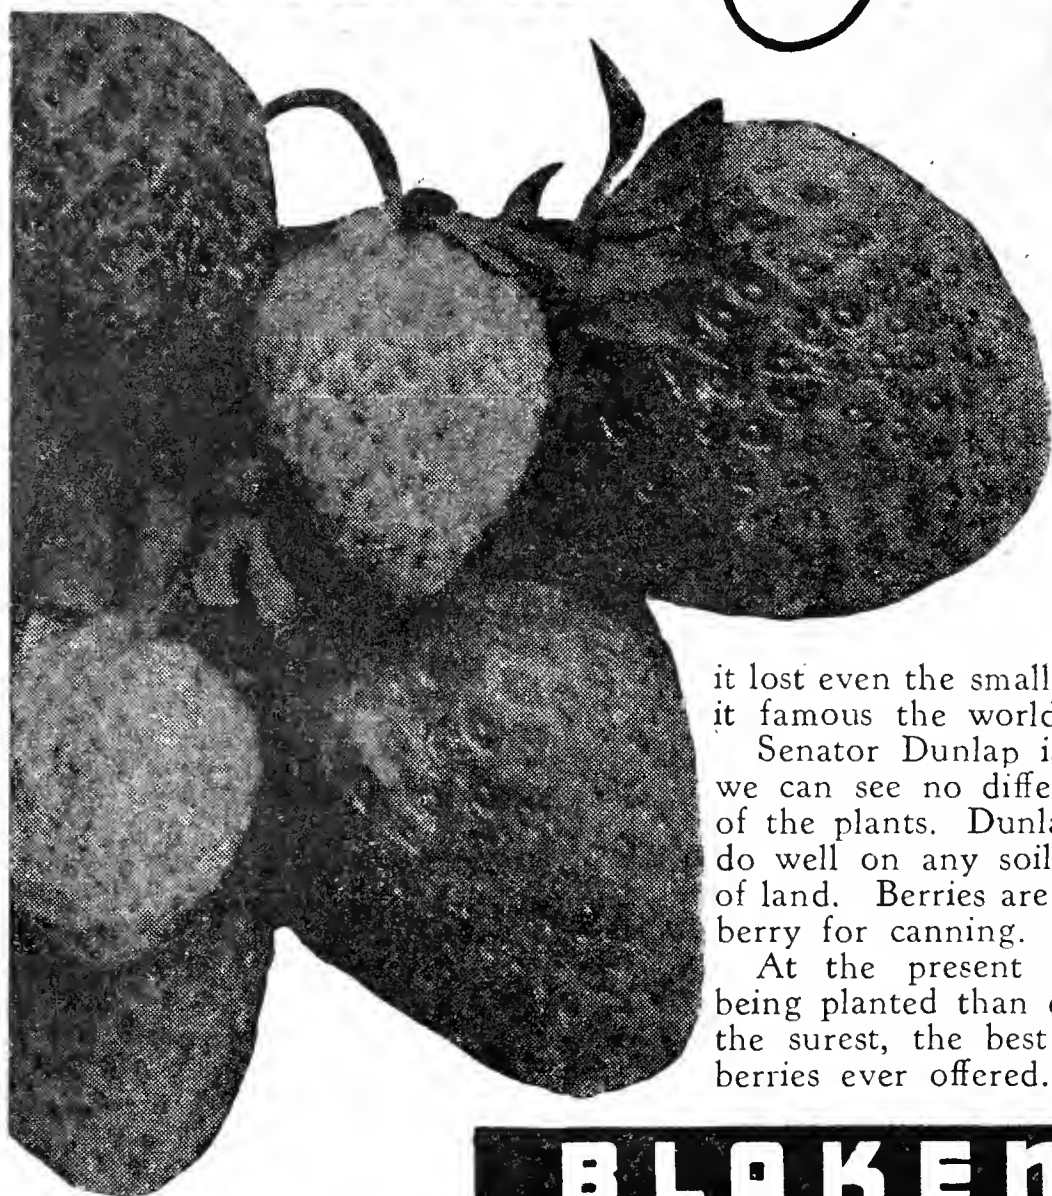 it lost even the small
it famous the world
Senator Dunlap i
we can see no diffe
of the plants. Dunla
do well on any soil
of land. Berries are
berry for canning.
At the present
being planted than
the surest, the best
berries ever offered.
BLOKEN